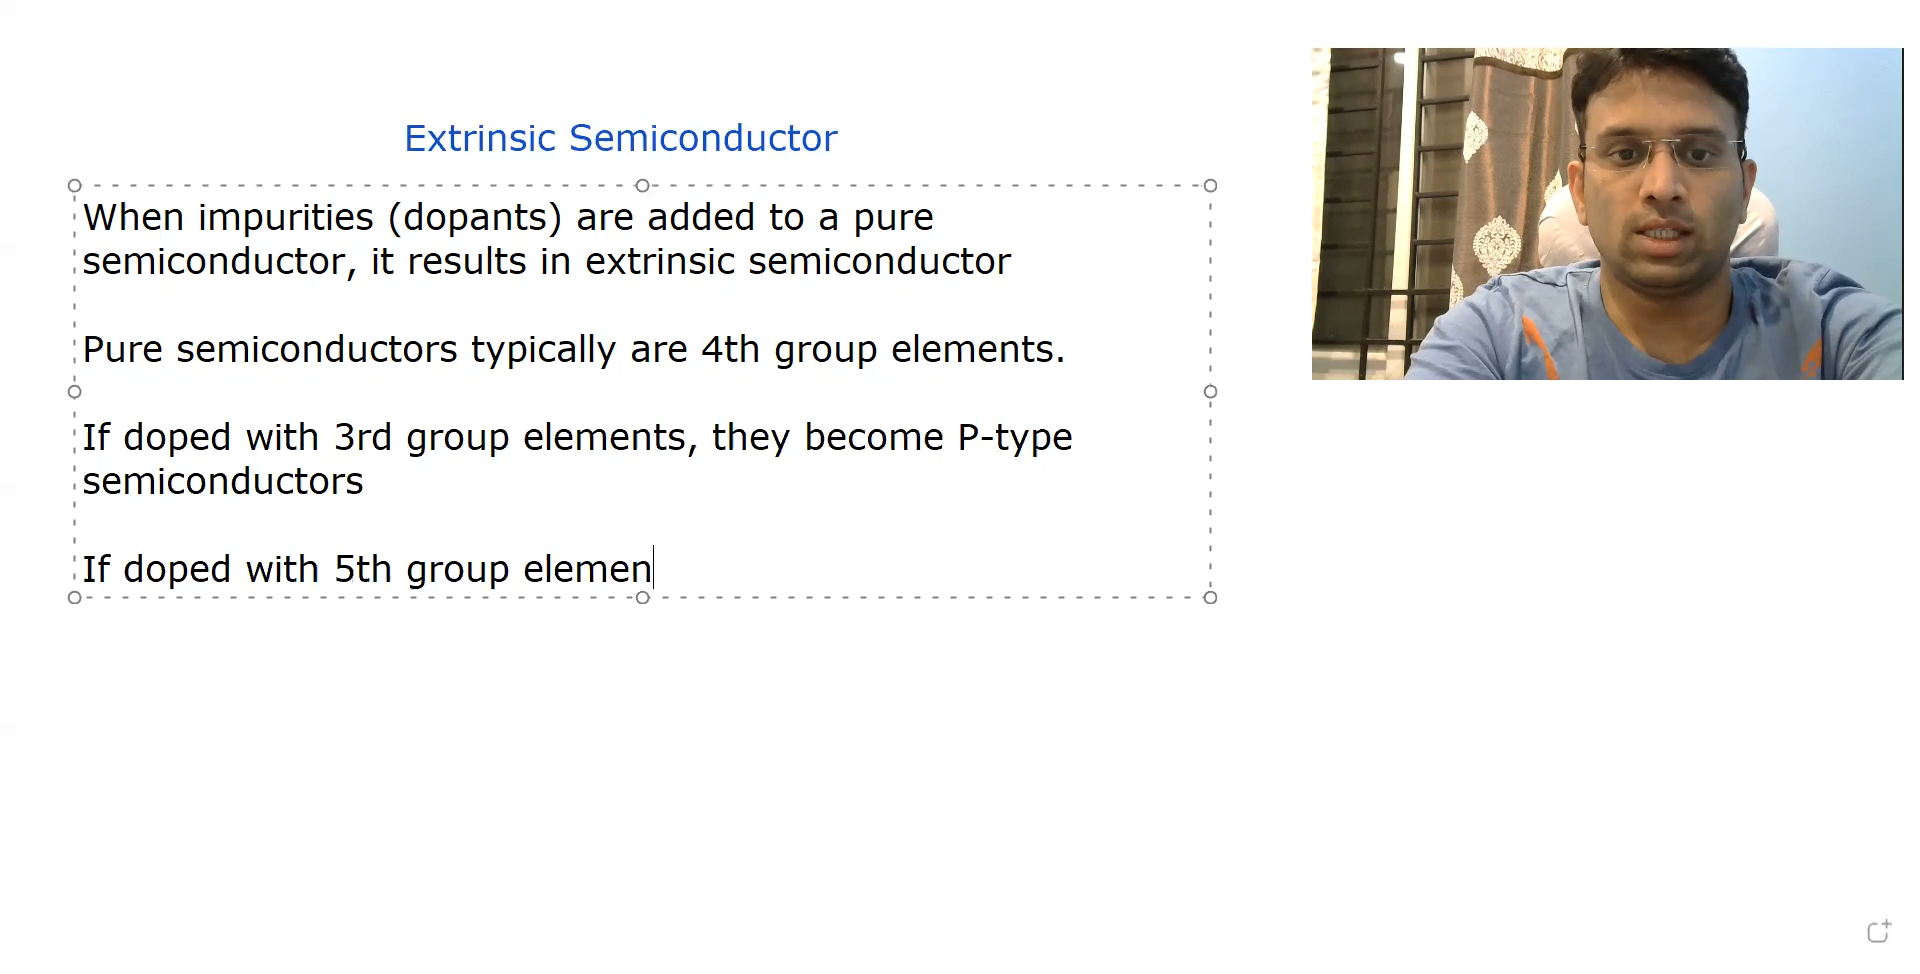 Extrinsic Semiconductor
When impurities (dopants) are added to a pure
semiconductor, it results in extrinsic semiconductor
Pure semiconductors typically are 4th group elements.
If doped with 3rd group elements, they become P-type
semiconductors
If doped with 5th group elemen